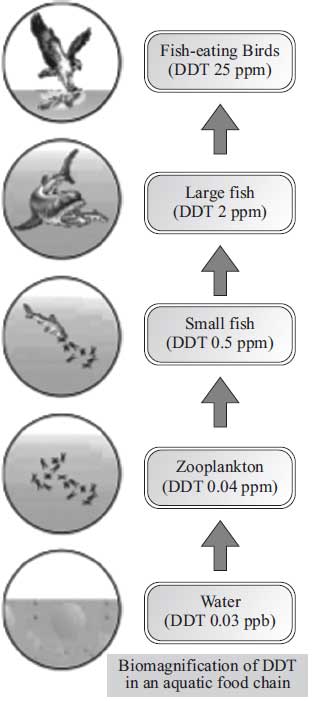 Fish-eating Birds
(DDT 25 ppm)
Large fish
(DDT 2 ppm)
Small fish
(DDT 0.5 ppm)
Zooplankton
(DDT 0.04 ppm)
Water
(DDT 0.03 ppb)
Biomagnification of DDT
in an aquatic food chain